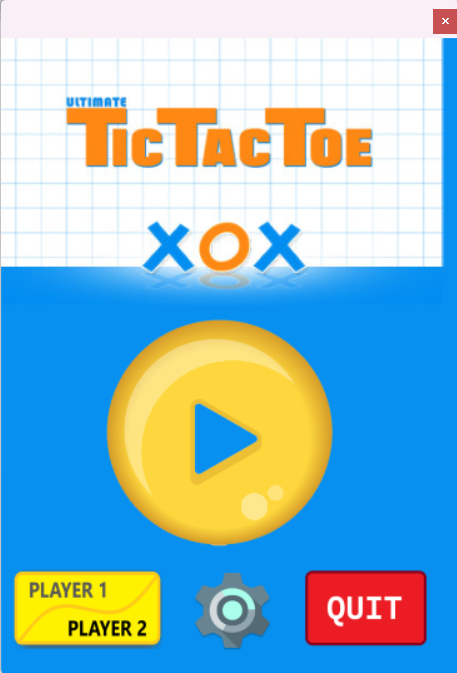 ULTIMATE
TICTACTOE
XOX
PLAYER 1
PLAYER 2
QUIT